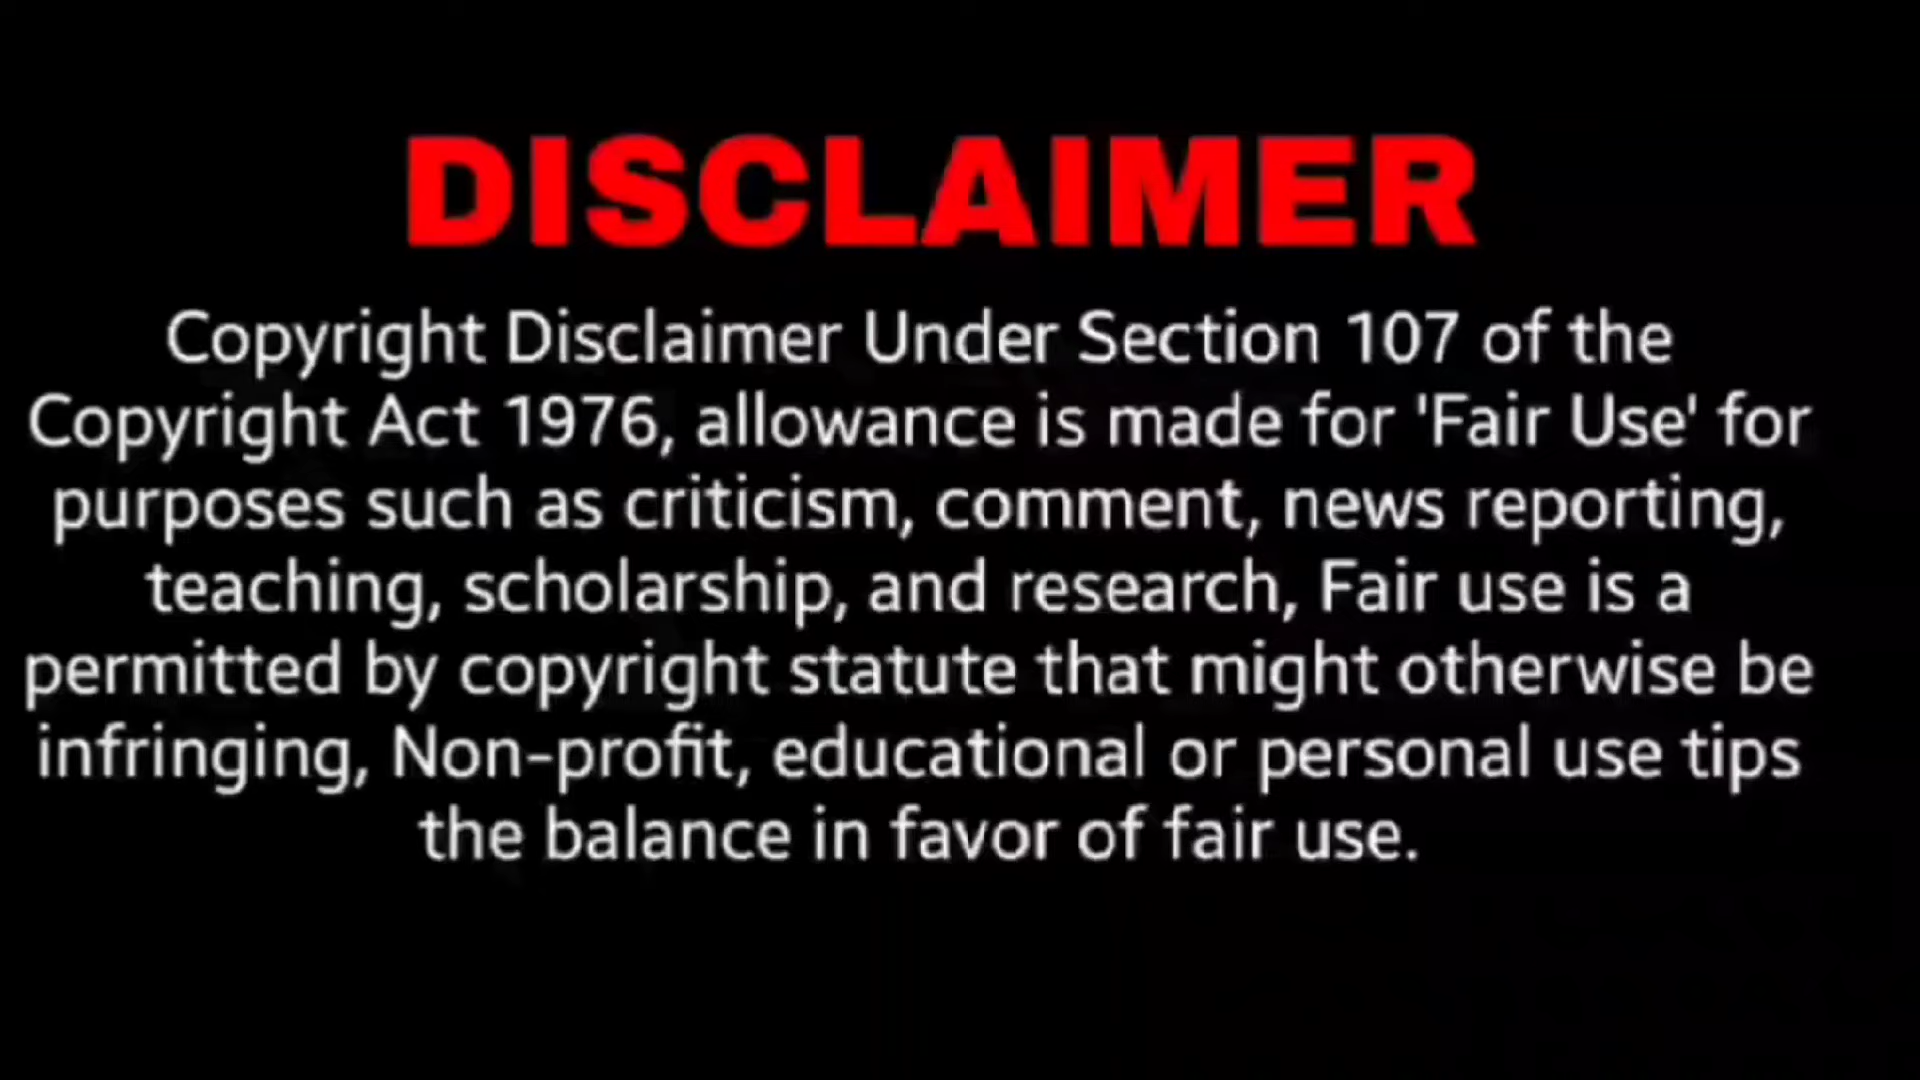 DISCLAIMER
Copyright Disclaimer Under Section 107 of the
Copyright Act 1976, allowance is made for 'Fair Use' for
purposes such as criticism, comment, news reporting,
teaching, scholarship, and research, Fair use is a
permitted by copyright statute that might otherwise be
infringing, Non-profit, educational or personal use tips
the balance in favor of fair use.